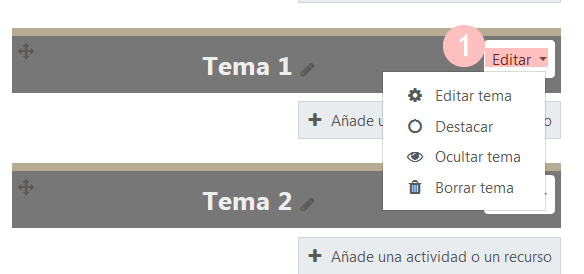 Tema 1
1
Editar
Editar tema
Añade u
o
Destacar
Ocultar tema
Borrar tema
Tema 2
Añade una actividad o un recurso